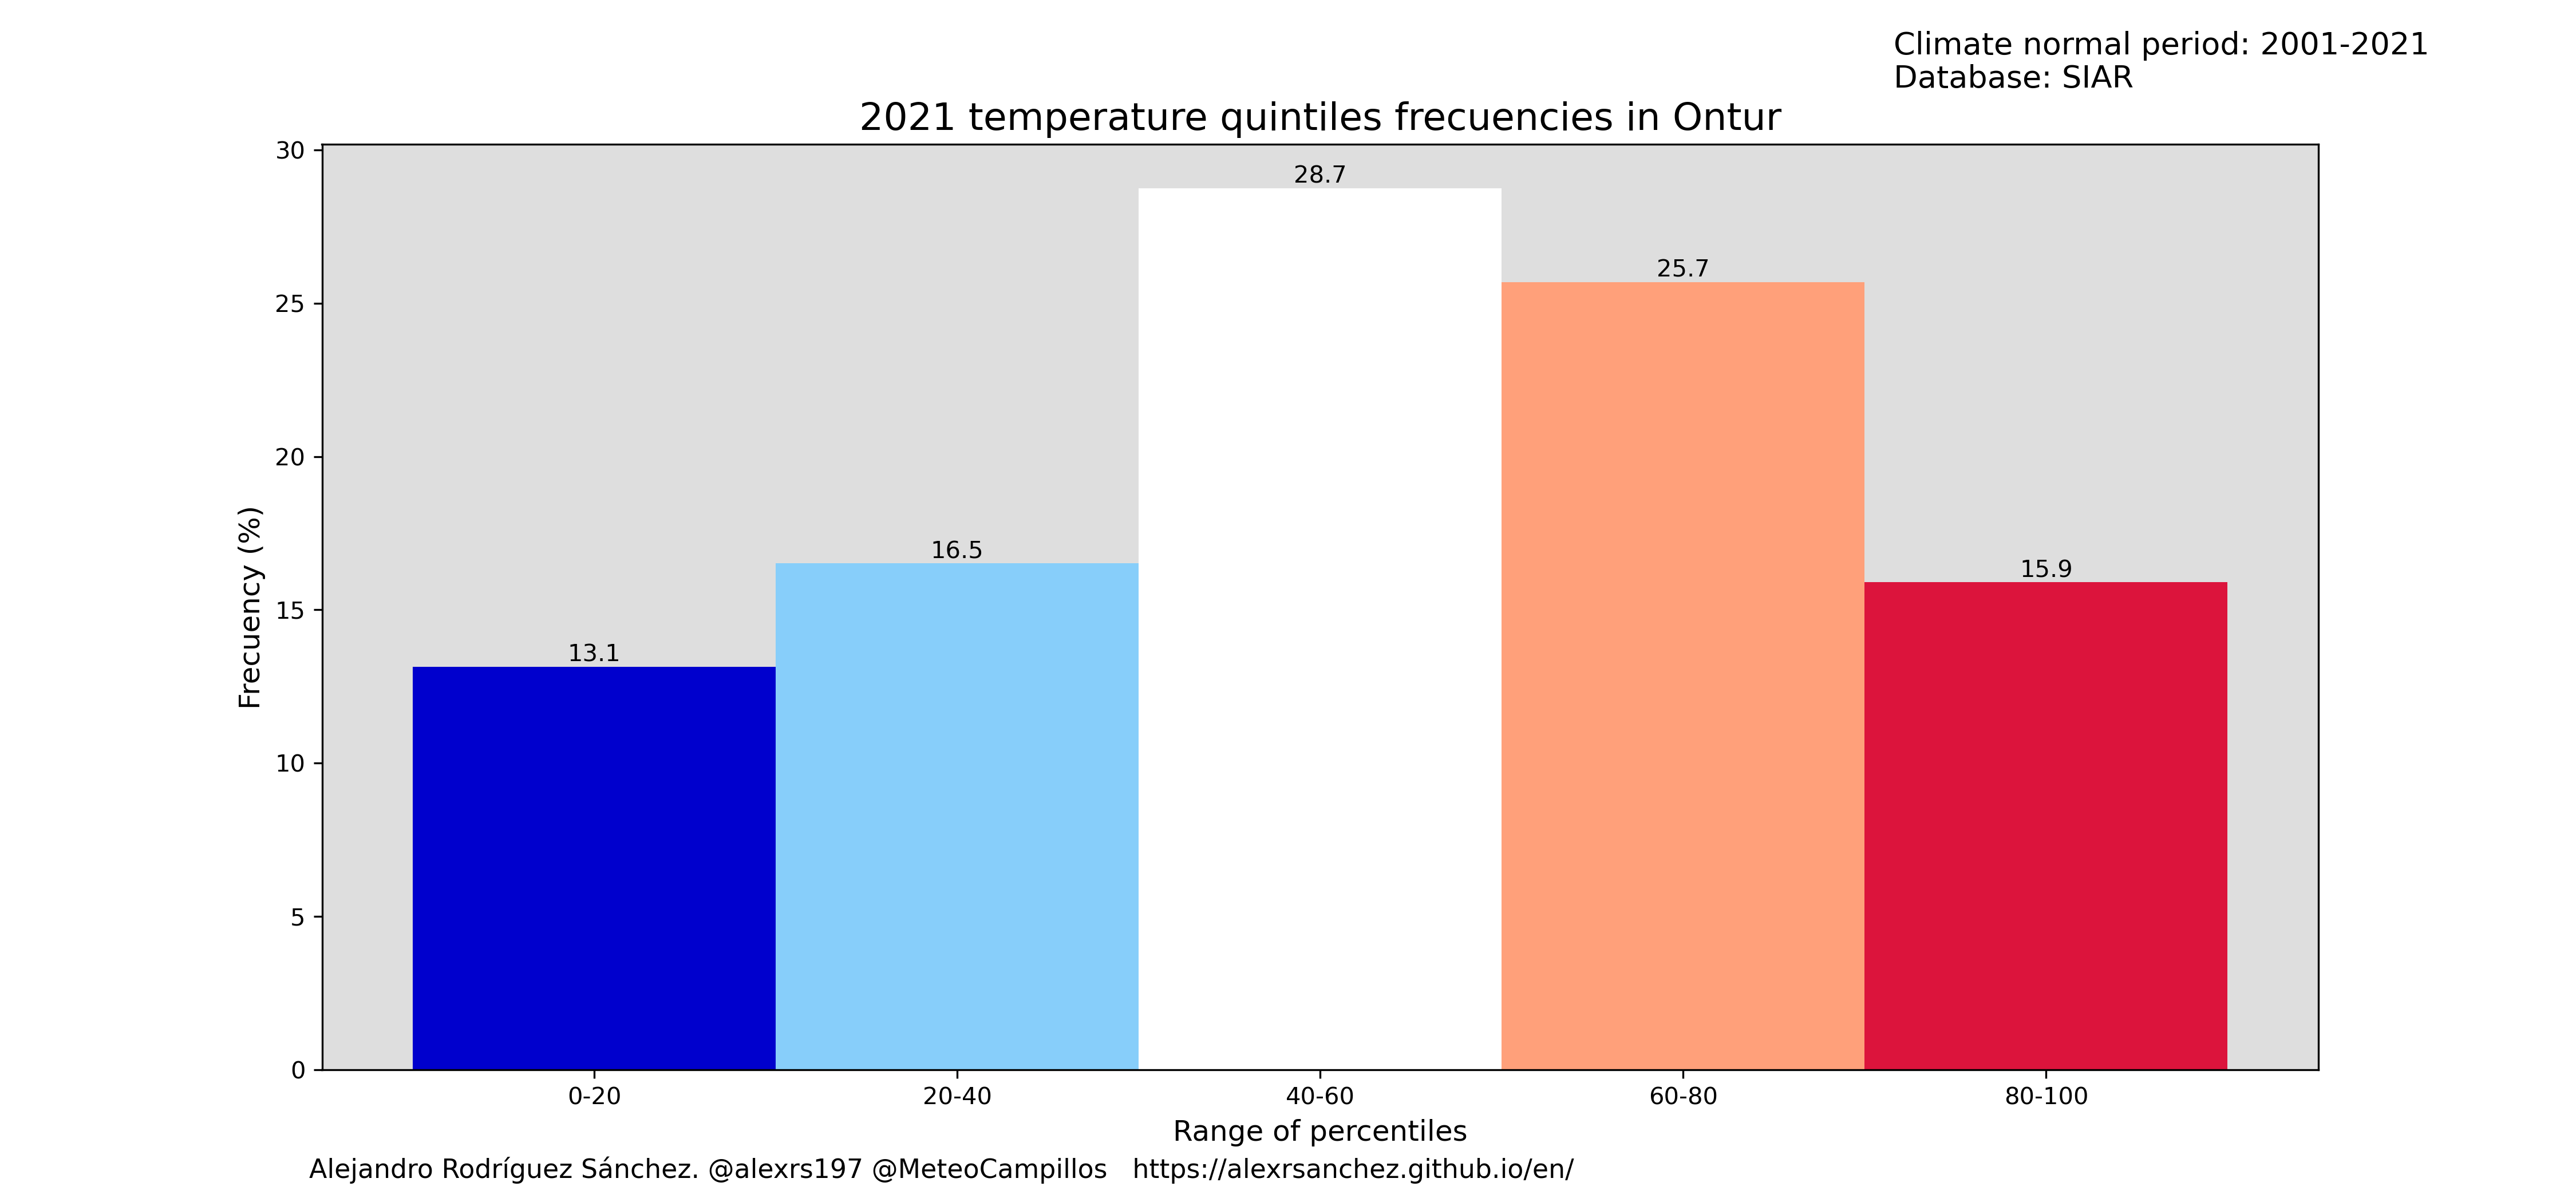 Climate normal period: 2001-2021
Database: SIAR
2021 temperature quintiles frecuencies in Ontur
30
25
20
15
10
5
0
Frecuency (%)
13.1
16.5
28.7
25.7
15.9
0-20
20-40
40-60
60-80
80-100
Range of percentiles
Alejandro Rodríguez Sánchez. @alexrs197 @MeteoCampillos https://alexrsanchez.github.io/en/